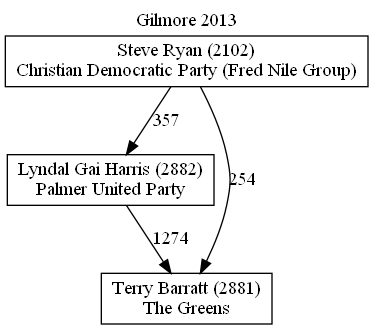 Gilmore 2013
Steve Ryan (2102)
Christian Democratic Party (Fred Nile Group)
357
Lyndal Gai Harris (2882)
Palmer United Party
254
1274
Terry Barratt (2881)
The Greens